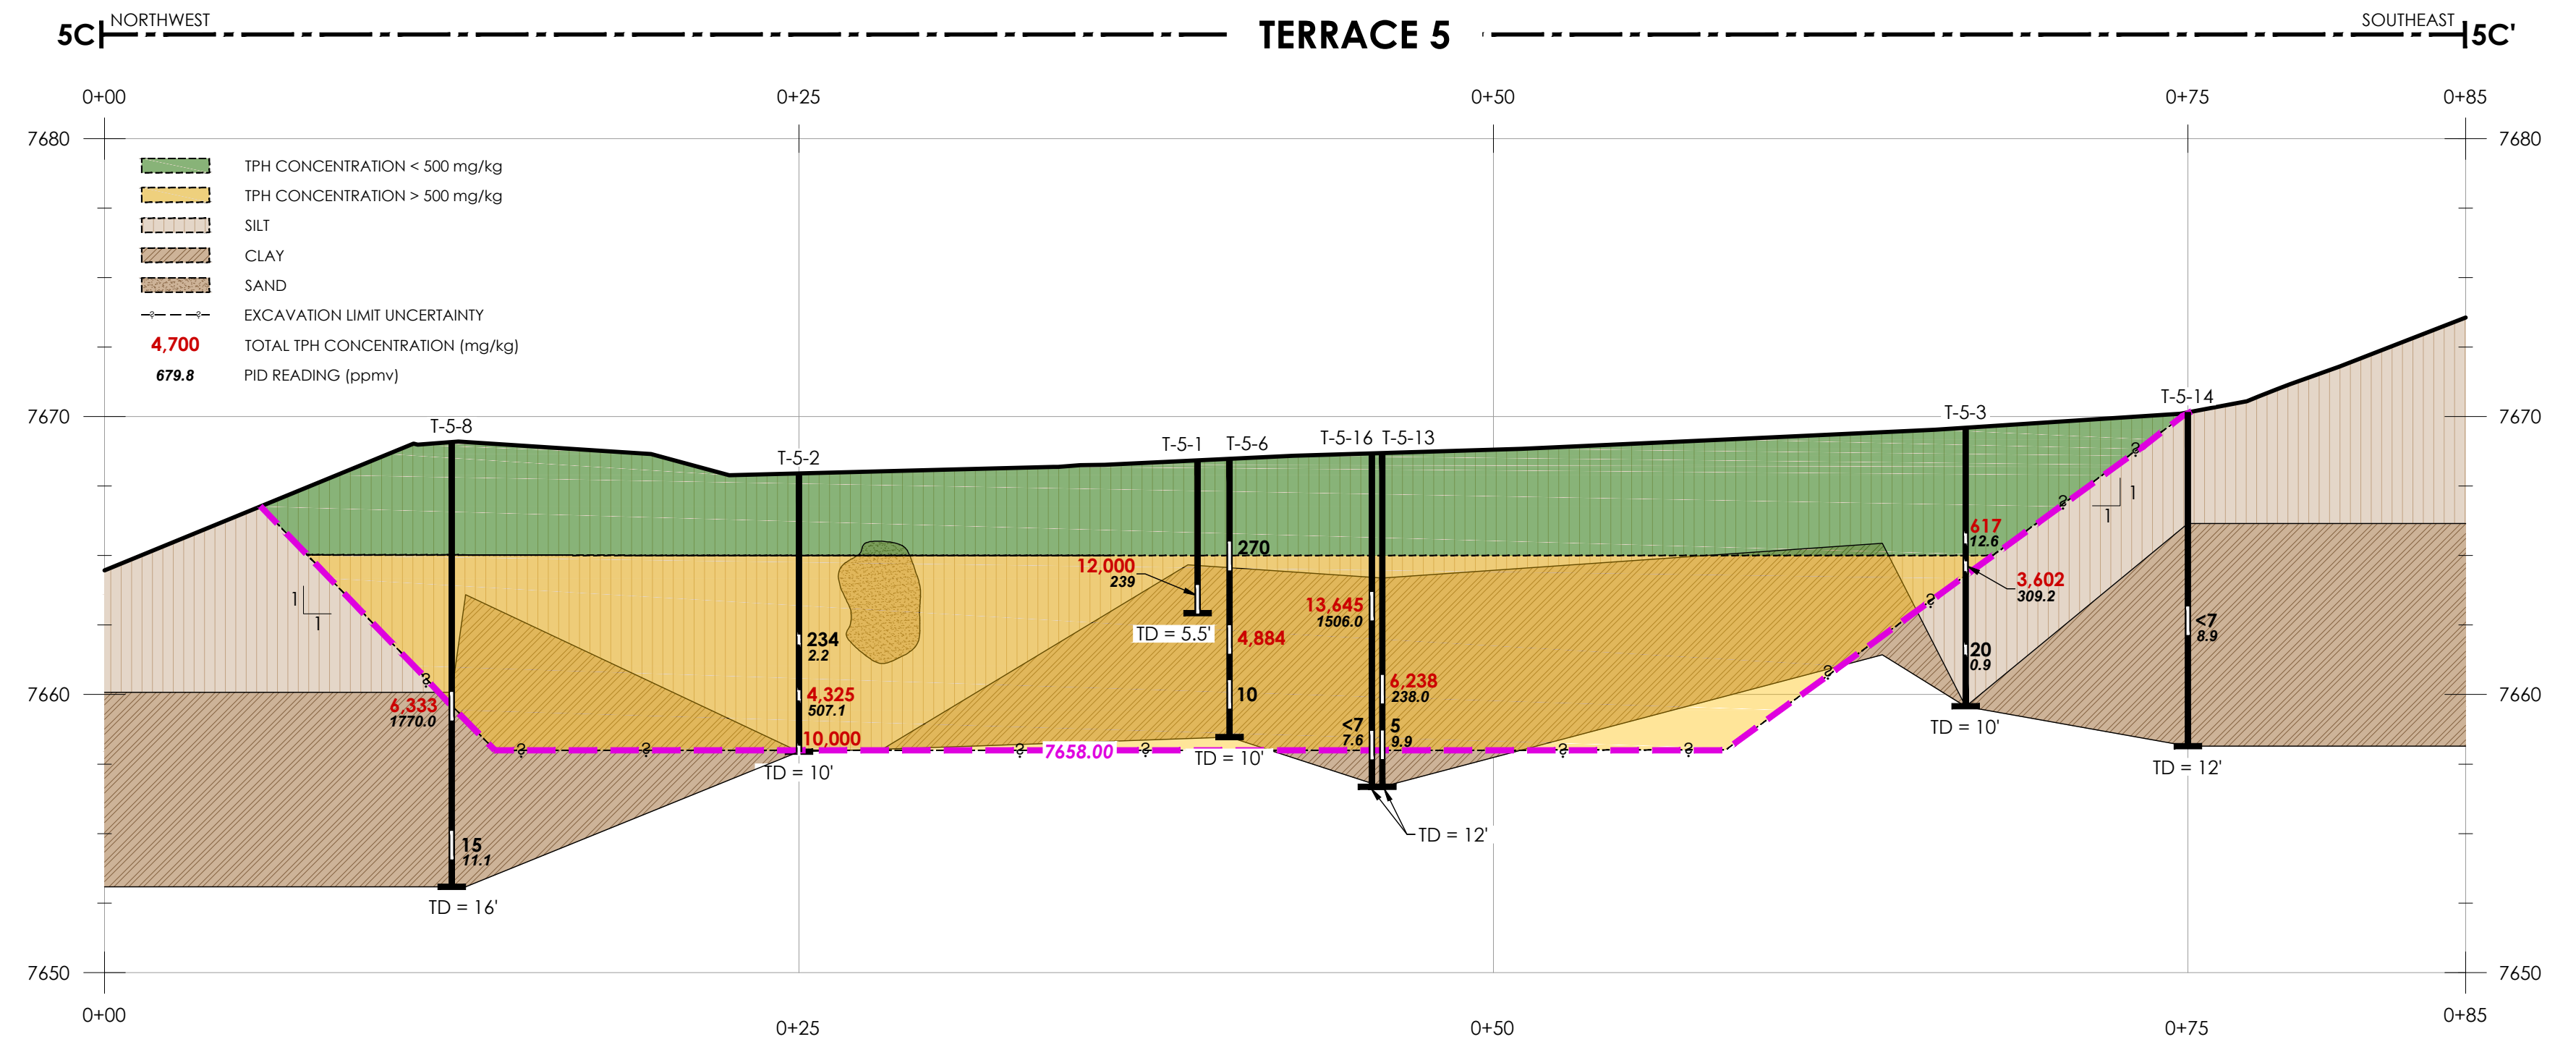 NORTHWEST
SOUTHEAST
5C
TERRACE 5
5C'
0+00
0+25
0+50
0+75
0+85
7680
7680
TPH CONCENTRATION < 500 mg/kg
TPH CONCENTRATION > 500 mg/kg
SILT
CLAY
SAND
EXCAVATION LIMIT UNCERTAINTY
4,700
TOTAL TPH CONCENTRATION (mg/kg)
679.8
PID READING (ppmv)
7670
7670
T-5-8
T-5-2
T-5-1
T-5-6
T-5-16
T-5-13
T-5-3
T-5-14
1
1
1
1
617
12.6
270
12,000
239
3,602
309.2
13,645
1506.0
TD = 5.5'
4,884
234
2.2
<7
8.9
20
0.9
7660
7660
6,333
1770.0
4,325
507.1
10
6,238
238.0
<7
7.6
5
9.9
10,000
7658.00
TD = 10'
TD = 10'
TD = 10'
TD = 12'
TD = 12'
15
11.1
TD = 16'
7650
7650
0+00
0+25
0+50
0+75
0+85